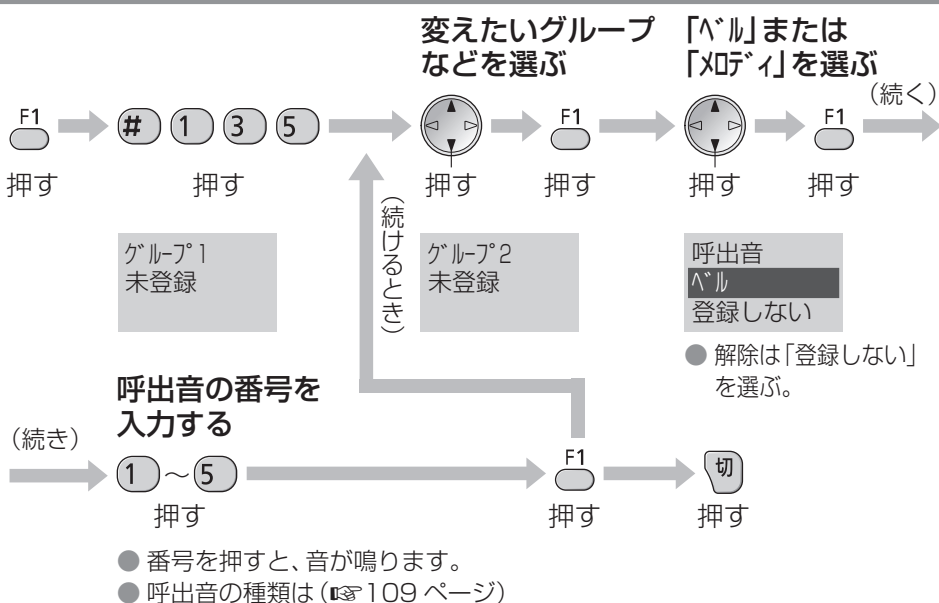 変えたいグループ
などを選ぶ
「ﾍﾞﾙ」または
「ﾒﾛﾃﾞｨ」を選ぶ
（続く）
F1
# 1 3 5
F1
F1
押す
押す
押す
押す
押す
押す
（続けるとき）
ｸﾞﾙｰﾌﾟ1
未登録
ｸﾞﾙｰﾌﾟ2
未登録
呼出音
ﾍﾞﾙ
登録しない
● 解除は「登録しない」
を選ぶ。
呼出音の番号を
入力する
（続き）
1～5
F1
切
押す
押す
押す
● 番号を押すと、音が鳴ります。
● 呼出音の種類は（☞109 ページ）